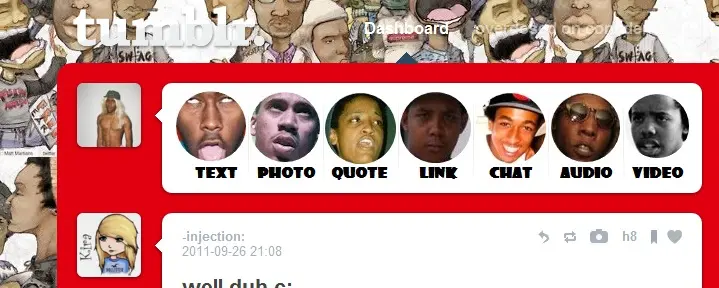 tumblr.
Dashboard
SWAG
SWAG
TEXT PHOTO QUOTE LINK CHAT AUDIO VIDEO
Kira
-injection:
2011-09-26 21:08
h8
well duh c: